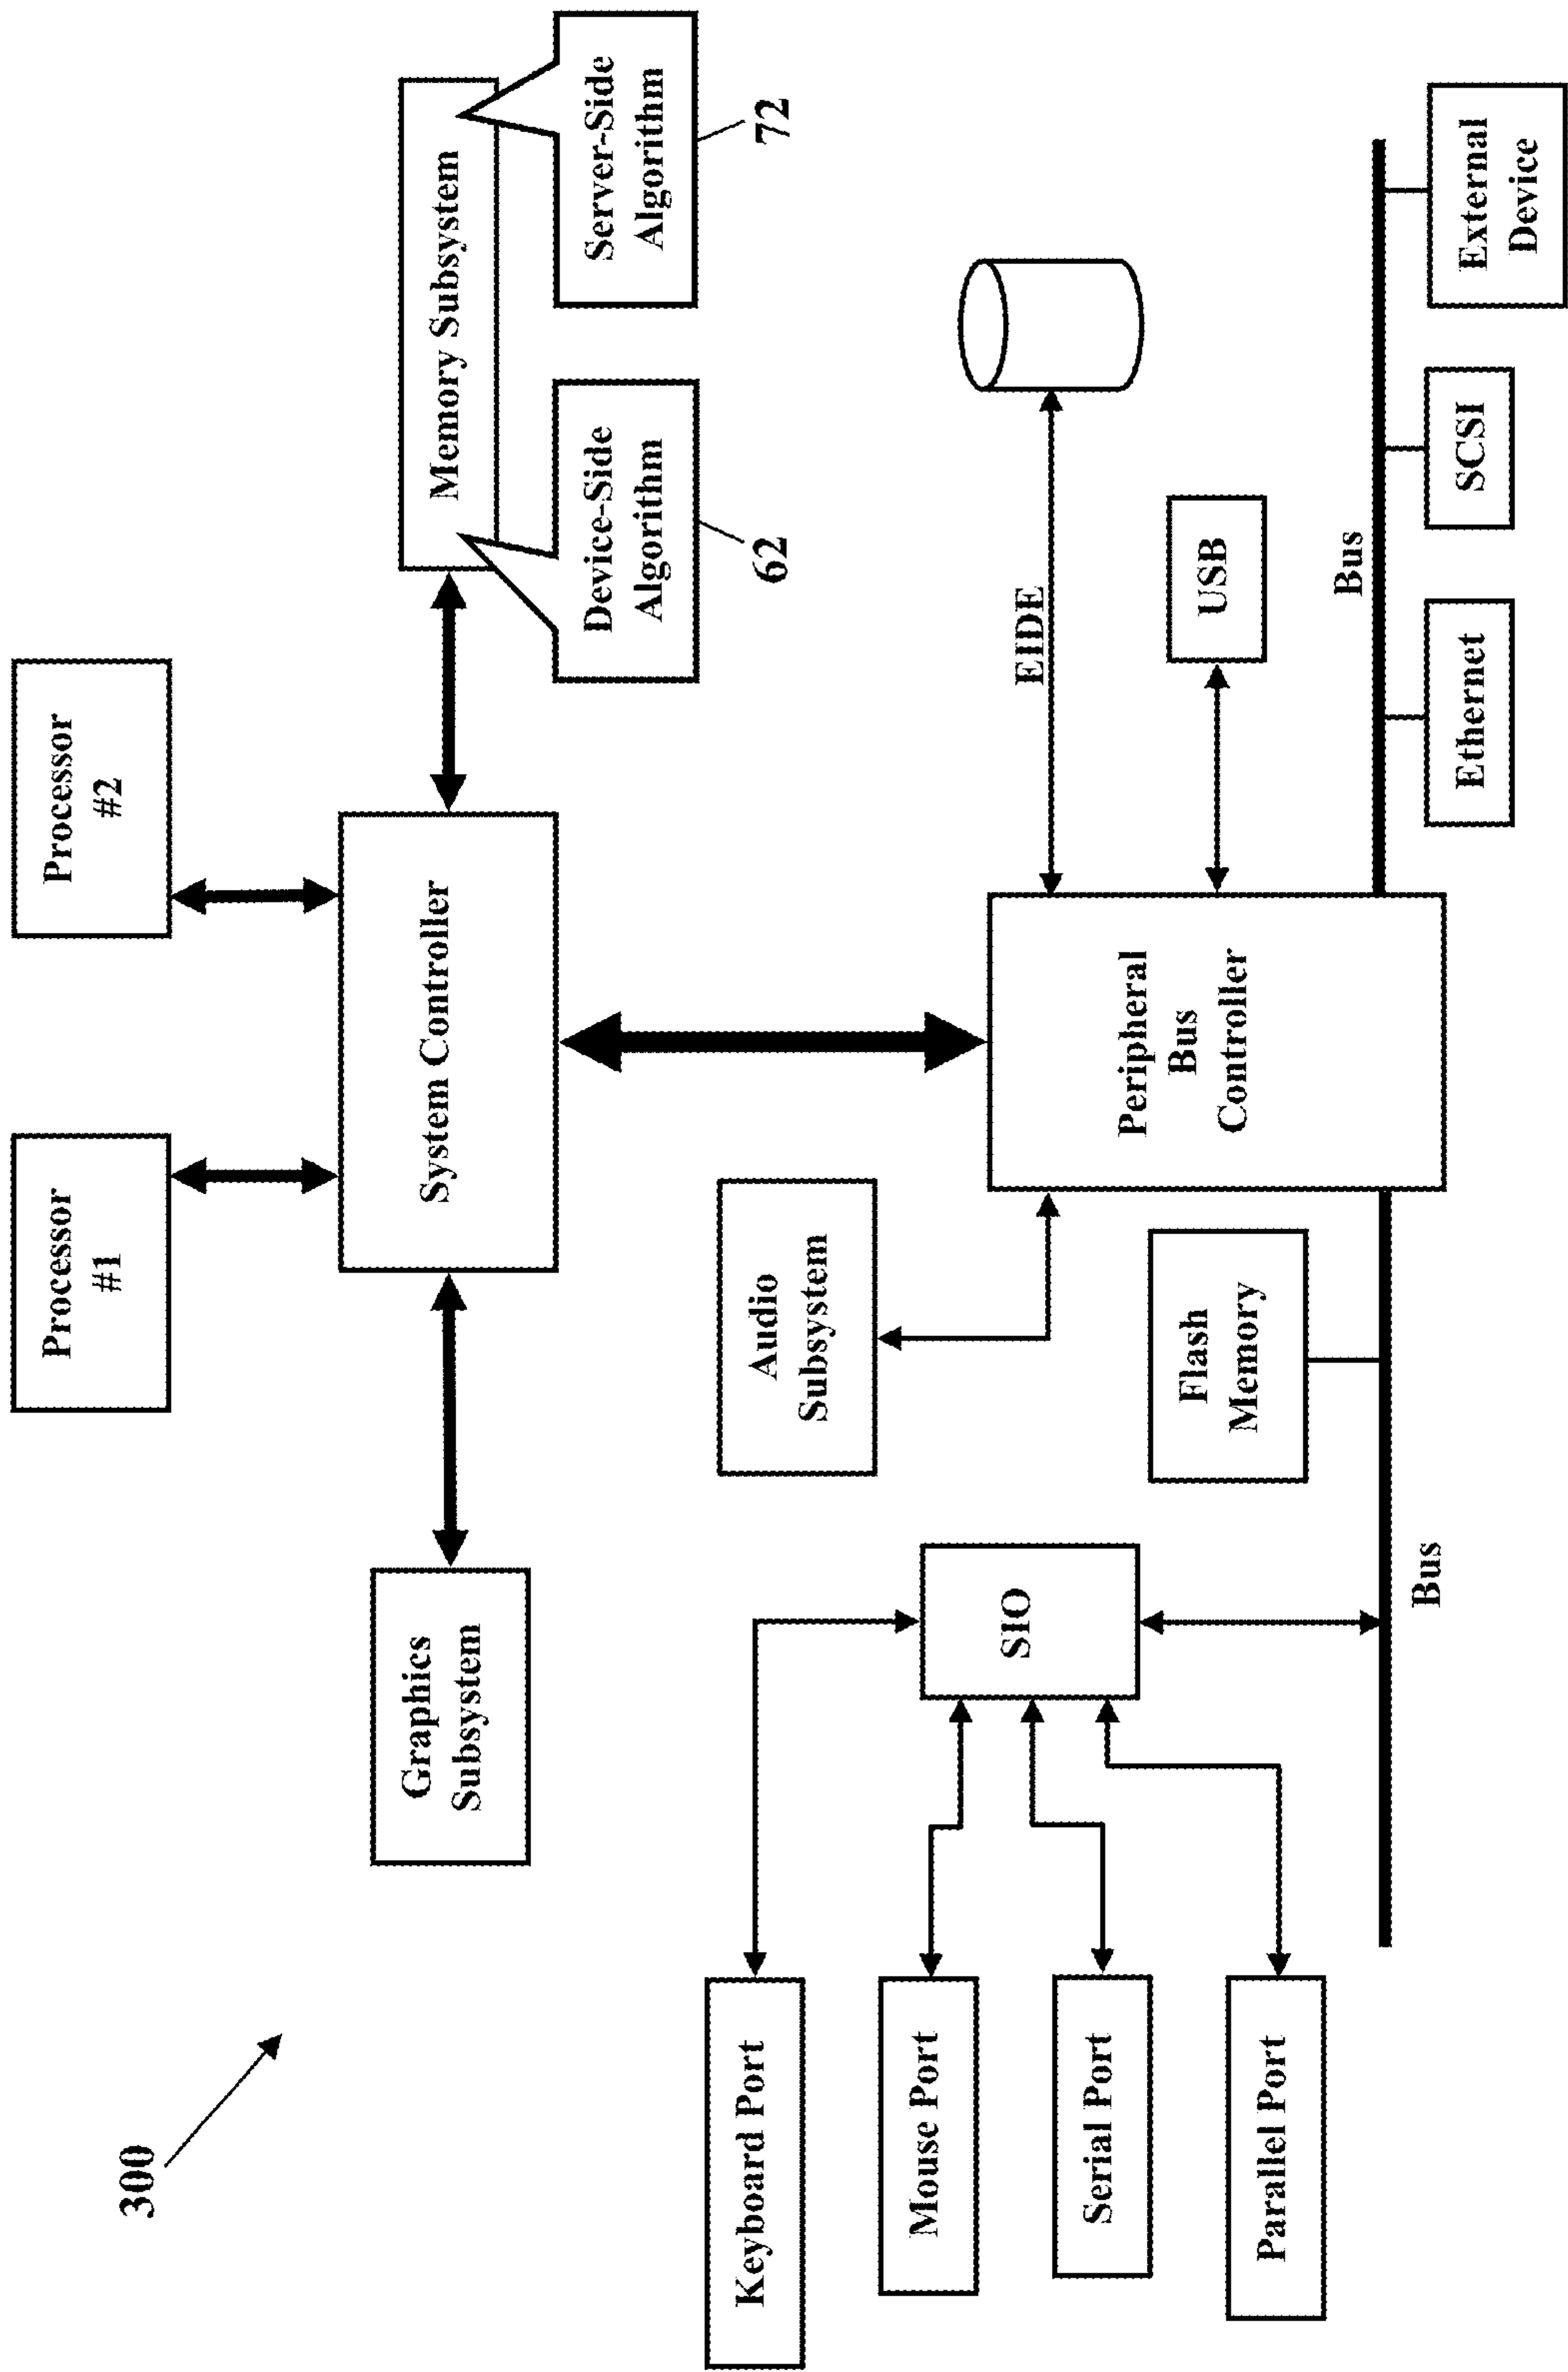 300
Processor
#1
Processor
#2
Graphics
Subsystem
System Controller
Memory Subsystem
Device-Side
Algorithm
Server-Side
Algorithm
62
72
Keyboard Port
Mouse Port
Serial Port
Parallel Port
SIO
Audio
Subsystem
Flash
Memory
Peripheral
Bus
Controller
EIDE
USB
Bus
Bus
Ethernet
SCSI
External
Device